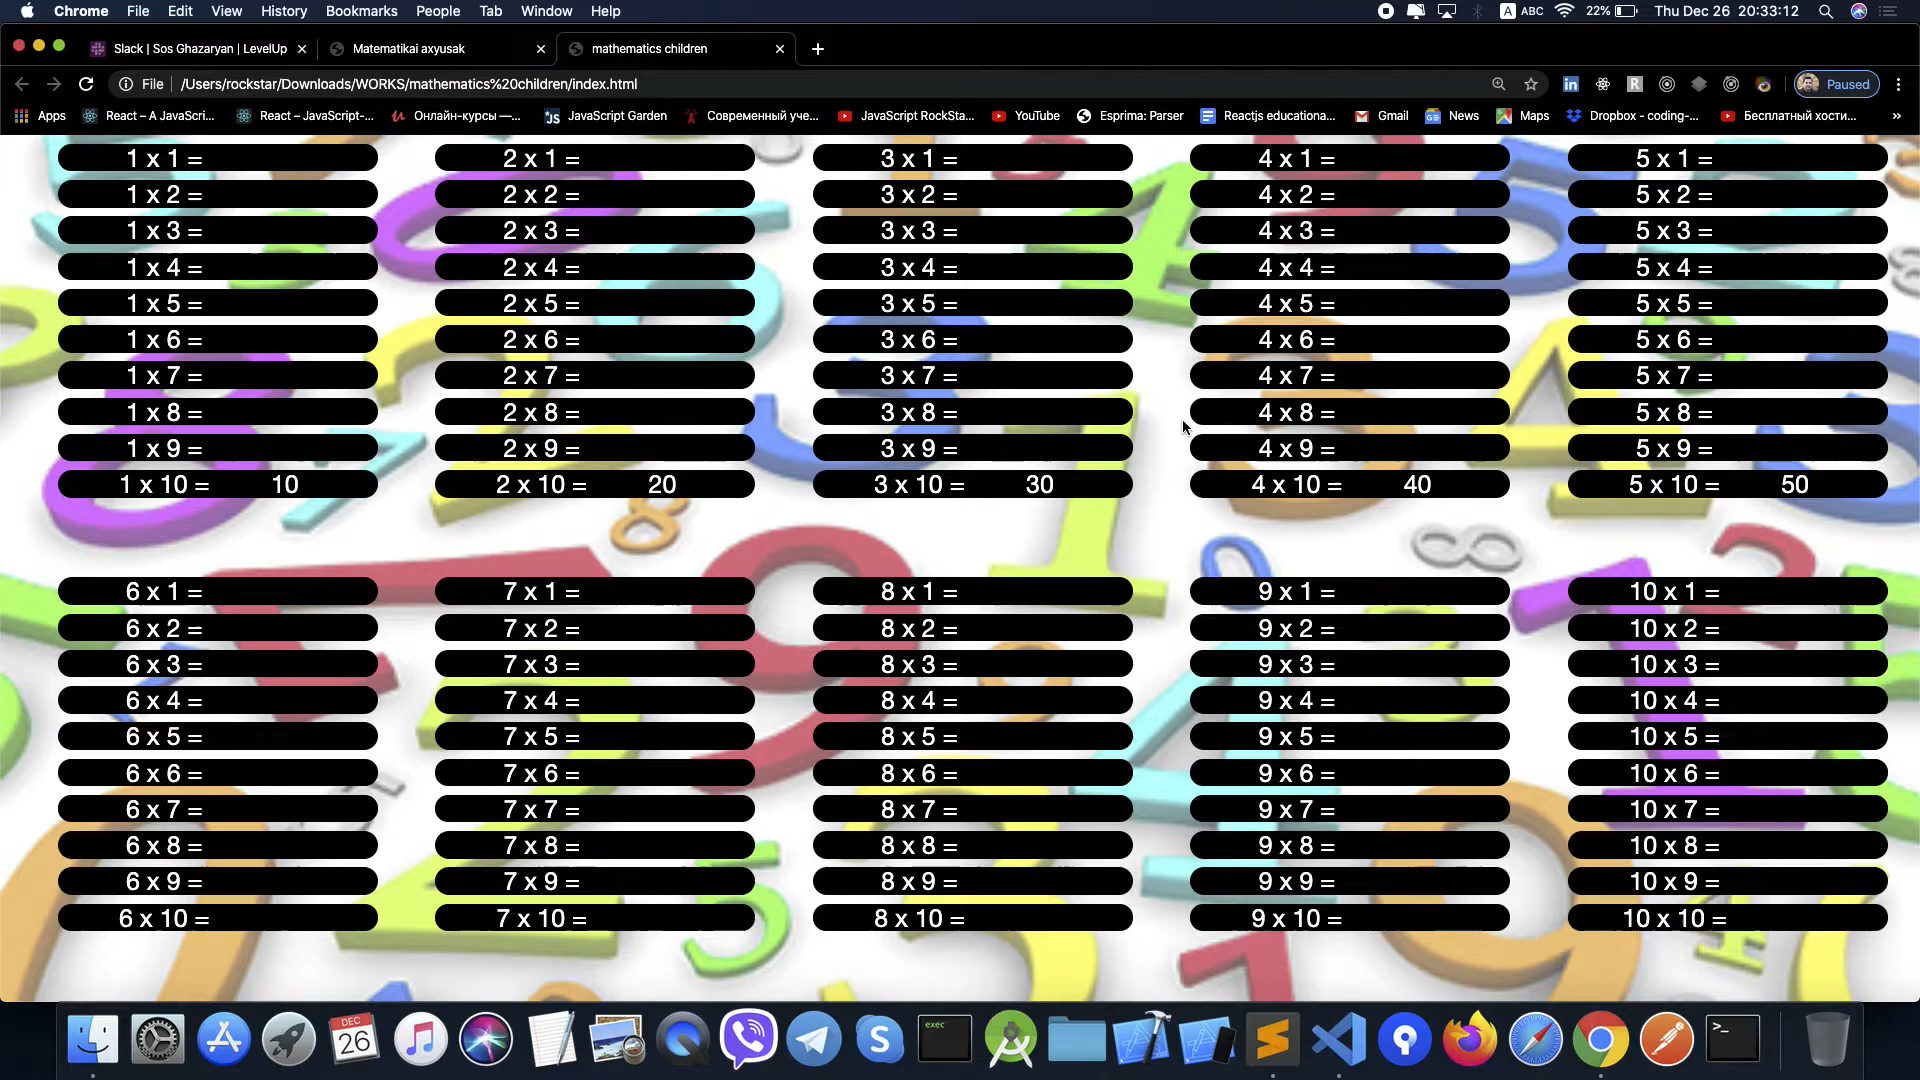 Chrome File Edit View History Bookmarks People Tab Window Help A ABC 22% Thu Dec 26 20:33:12
Slack | Sos Ghazaryan | LevelUp Matematikai axyusak mathematics children
File /Users/rockstar/Downloads/WORKS/mathematics%20children/index.html Paused
Apps React – A JavaScri... React – JavaScript-... Онлайн-курсы —... JS JavaScript Garden Современный уче... JavaScript RockSta... YouTube Esprima: Parser Reactjs educationa... Gmail News Maps Dropbox - coding-... Бесплатный хости... »
1 x 1 = 2 x 1 = 3 x 1 = 4 x 1 = 5 x 1 =
1 x 2 = 2 x 2 = 3 x 2 = 4 x 2 = 5 x 2 =
1 x 3 = 2 x 3 = 3 x 3 = 4 x 3 = 5 x 3 =
1 x 4 = 2 x 4 = 3 x 4 = 4 x 4 = 5 x 4 =
1 x 5 = 2 x 5 = 3 x 5 = 4 x 5 = 5 x 5 =
1 x 6 = 2 x 6 = 3 x 6 = 4 x 6 = 5 x 6 =
1 x 7 = 2 x 7 = 3 x 7 = 4 x 7 = 5 x 7 =
1 x 8 = 2 x 8 = 3 x 8 = 4 x 8 = 5 x 8 =
1 x 9 = 2 x 9 = 3 x 9 = 4 x 9 = 5 x 9 =
1 x 10 = 10 2 x 10 = 20 3 x 10 = 30 4 x 10 = 40 5 x 10 = 50
6 x 1 = 7 x 1 = 8 x 1 = 9 x 1 = 10 x 1 =
6 x 2 = 7 x 2 = 8 x 2 = 9 x 2 = 10 x 2 =
6 x 3 = 7 x 3 = 8 x 3 = 9 x 3 = 10 x 3 =
6 x 4 = 7 x 4 = 8 x 4 = 9 x 4 = 10 x 4 =
6 x 5 = 7 x 5 = 8 x 5 = 9 x 5 = 10 x 5 =
6 x 6 = 7 x 6 = 8 x 6 = 9 x 6 = 10 x 6 =
6 x 7 = 7 x 7 = 8 x 7 = 9 x 7 = 10 x 7 =
6 x 8 = 7 x 8 = 8 x 8 = 9 x 8 = 10 x 8 =
6 x 9 = 7 x 9 = 8 x 9 = 9 x 9 = 10 x 9 =
6 x 10 = 7 x 10 = 8 x 10 = 9 x 10 = 10 x 10 =
DEC
26
exec